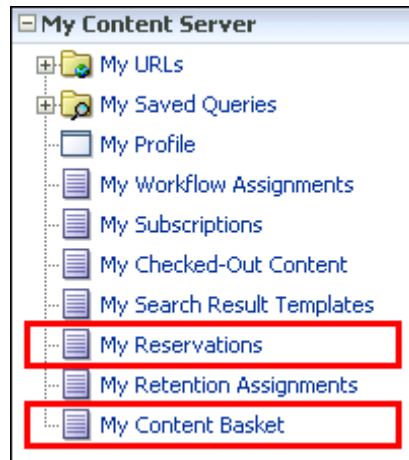 My Content Server
My URLs
My Saved Queries
My Profile
My Workflow Assignments
My Subscriptions
My Checked-Out Content
My Search Result Templates
My Reservations
My Retention Assignments
My Content Basket